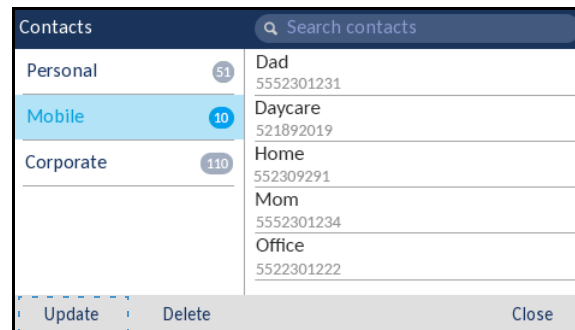 Contacts
Search contacts
Personal 51
Mobile 10
Corporate 110
Dad
5552301231
Daycare
521892019
Home
552309291
Mom
5552301234
Office
5522301222
Update Delete Close